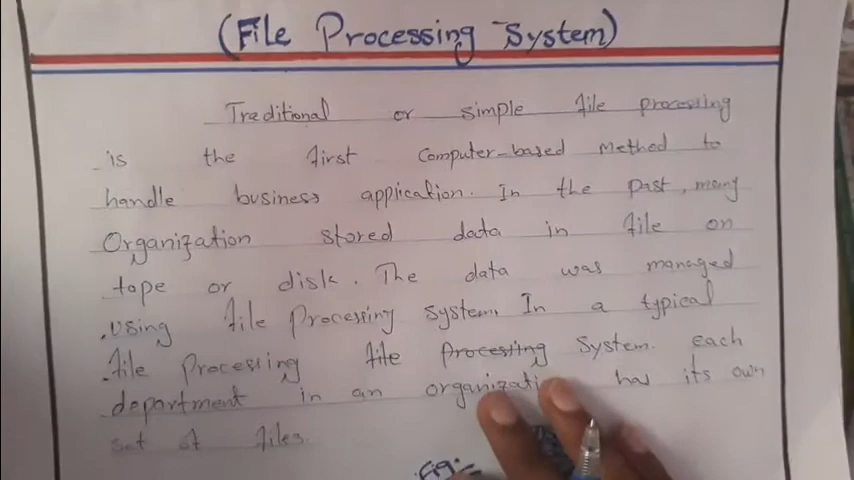 (File Processing System)
Treditional or simple file processing
is the first Computer-based Method to
handle business application. In the past, many
Organization stored data in file on
tape or disk. The data was managed
using file Processing system. In a typical
file Processing file Processing System. each
department in an organization has its own
set of files.
Fig:-